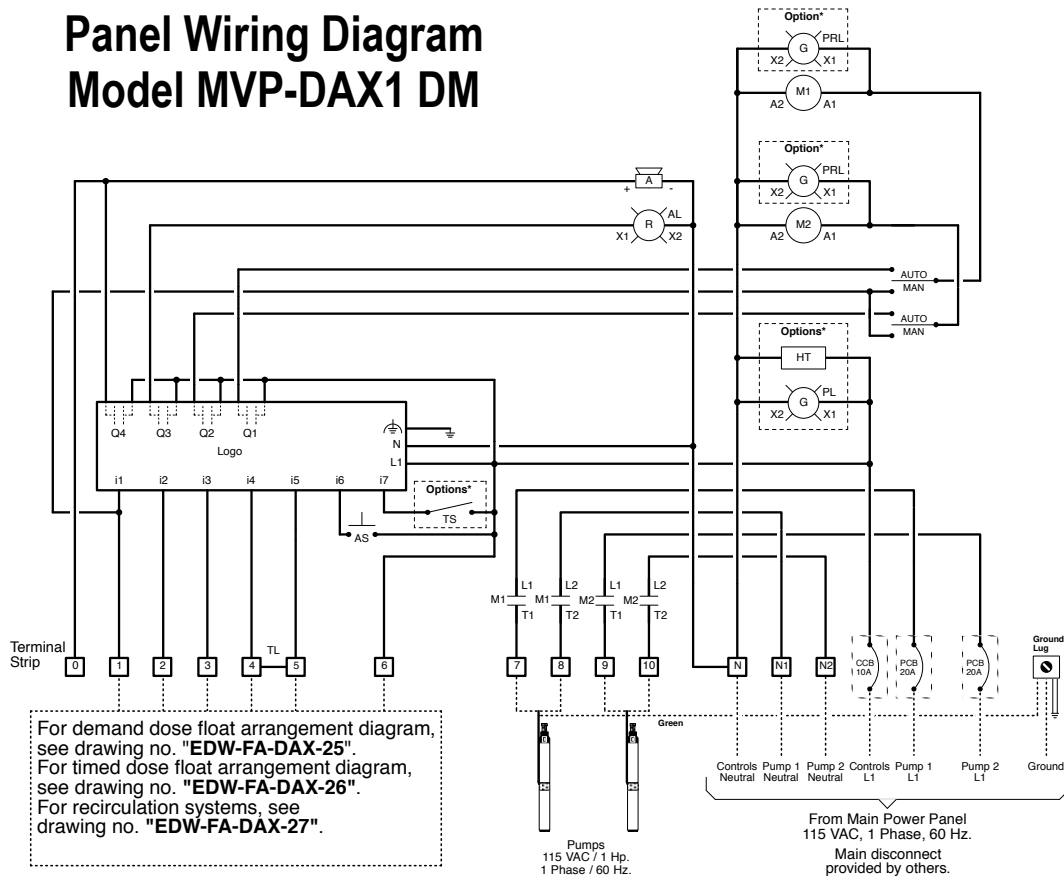 Panel Wiring Diagram
Model MVP-DAX1 DM
Option*
G
PRL
X2
X1
M1
A2
A1
Option*
G
PRL
X2
X1
M2
A2
A1
A
+
-
R
AL
X1
X2
AUTO
MAN
AUTO
MAN
Options*
HT
G
PL
X2
X1
Q4
Q3
Q2
Q1
Logo
N
L1
i1
i2
i3
i4
i5
i6
i7
Options*
TS
AS
M1
L1
T1
M1
L2
T2
M2
L1
T1
M2
L2
T2
Terminal
Strip
0
1
2
3
4
TL
5
6
7
8
9
10
N
N1
N2
CCB
10A
PCB
20A
PCB
20A
Ground
Lug
Green
For demand dose float arrangement diagram,
see drawing no. "EDW-FA-DAX-25".
For timed dose float arrangement diagram,
see drawing no. "EDW-FA-DAX-26".
For recirculation systems, see
drawing no. "EDW-FA-DAX-27".
Pumps
115 VAC / 1 Hp.
1 Phase / 60 Hz.
Controls
Neutral
Pump 1
Neutral
Pump 2
Neutral
Controls
L1
Pump 1
L1
Pump 2
L1
Ground
From Main Power Panel
115 VAC, 1 Phase, 60 Hz.
Main disconnect
provided by others.